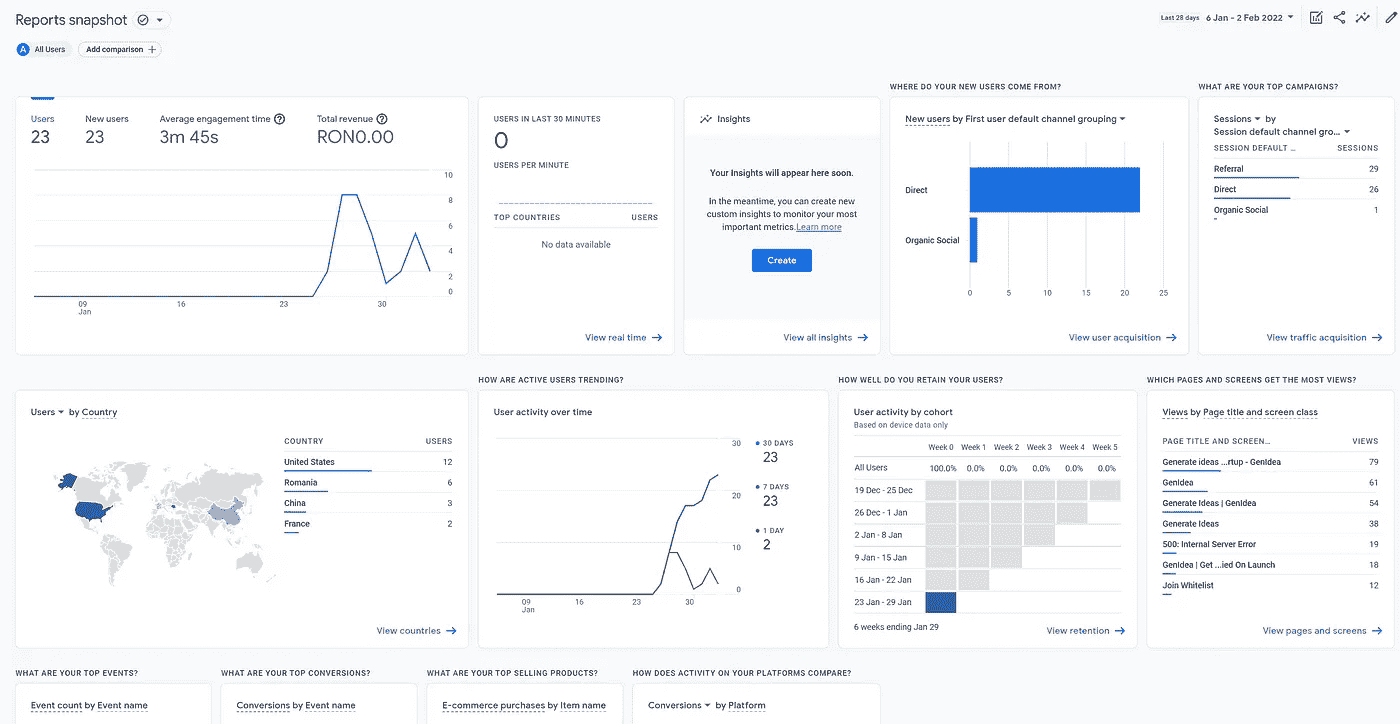 Reports snapshot
Last 28 days 6 Jan - 2 Feb 2022
A All Users
Add comparison +
Users
23
New users
23
Average engagement time
3m 45s
Total revenue
RON0.00
10
8
6
4
2
0
09
Jan
16
23
30
USERS IN LAST 30 MINUTES
0
USERS PER MINUTE
TOP COUNTRIES USERS
No data available
View real time
Insights
Your Insights will appear here soon.
In the meantime, you can create new
custom insights to monitor your most
important metrics. Learn more
Create
View all insights
WHERE DO YOUR NEW USERS COME FROM?
New users by First user default channel grouping
Direct
Organic Social
0 5 10 15 20 25
View user acquisition
WHAT ARE YOUR TOP CAMPAIGNS?
Sessions by
Session default channel gro...
SESSION DEFAULT ... SESSIONS
Referral 29
Direct 26
Organic Social 1
View traffic acquisition
Users by Country
COUNTRY USERS
United States 12
Romania 6
China 3
France 2
View countries
HOW ARE ACTIVE USERS TRENDING?
User activity over time
30
20
10
0
09
Jan
16
23
30
30 DAYS
23
7 DAYS
23
1 DAY
2
HOW WELL DO YOU RETAIN YOUR USERS?
User activity by cohort
Based on device data only
Week 0 Week 1 Week 2 Week 3 Week 4 Week 5
All Users 100.0% 0.0% 0.0% 0.0% 0.0% 0.0%
19 Dec - 25 Dec
26 Dec - 1 Jan
2 Jan - 8 Jan
9 Jan - 15 Jan
16 Jan - 22 Jan
23 Jan - 29 Jan
6 weeks ending Jan 29
View retention
WHICH PAGES AND SCREENS GET THE MOST VIEWS?
Views by Page title and screen class
PAGE TITLE AND SCREEN... VIEWS
Generate ideas ...rtup - GenIdea 79
GenIdea 61
Generate Ideas | GenIdea 54
Generate Ideas 38
500: Internal Server Error 19
GenIdea | Get ...ied On Launch 18
Join Whitelist 12
View pages and screens
WHAT ARE YOUR TOP EVENTS?
Event count by Event name
WHAT ARE YOUR TOP CONVERSIONS?
Conversions by Event name
WHAT ARE YOUR TOP SELLING PRODUCTS?
E-commerce purchases by Item name
HOW DOES ACTIVITY ON YOUR PLATFORMS COMPARE?
Conversions by Platform